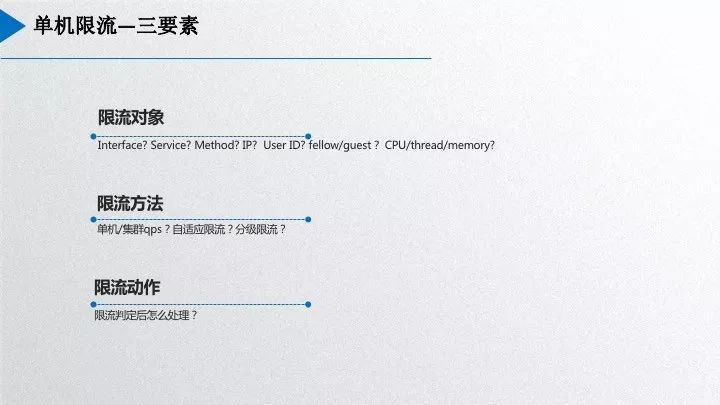 单机限流—三要素
限流对象
Interface? Service? Method? IP? User ID? fellow/guest？ CPU/thread/memory?
限流方法
单机/集群qps？自适应限流？分级限流？
限流动作
限流判定后怎么处理？